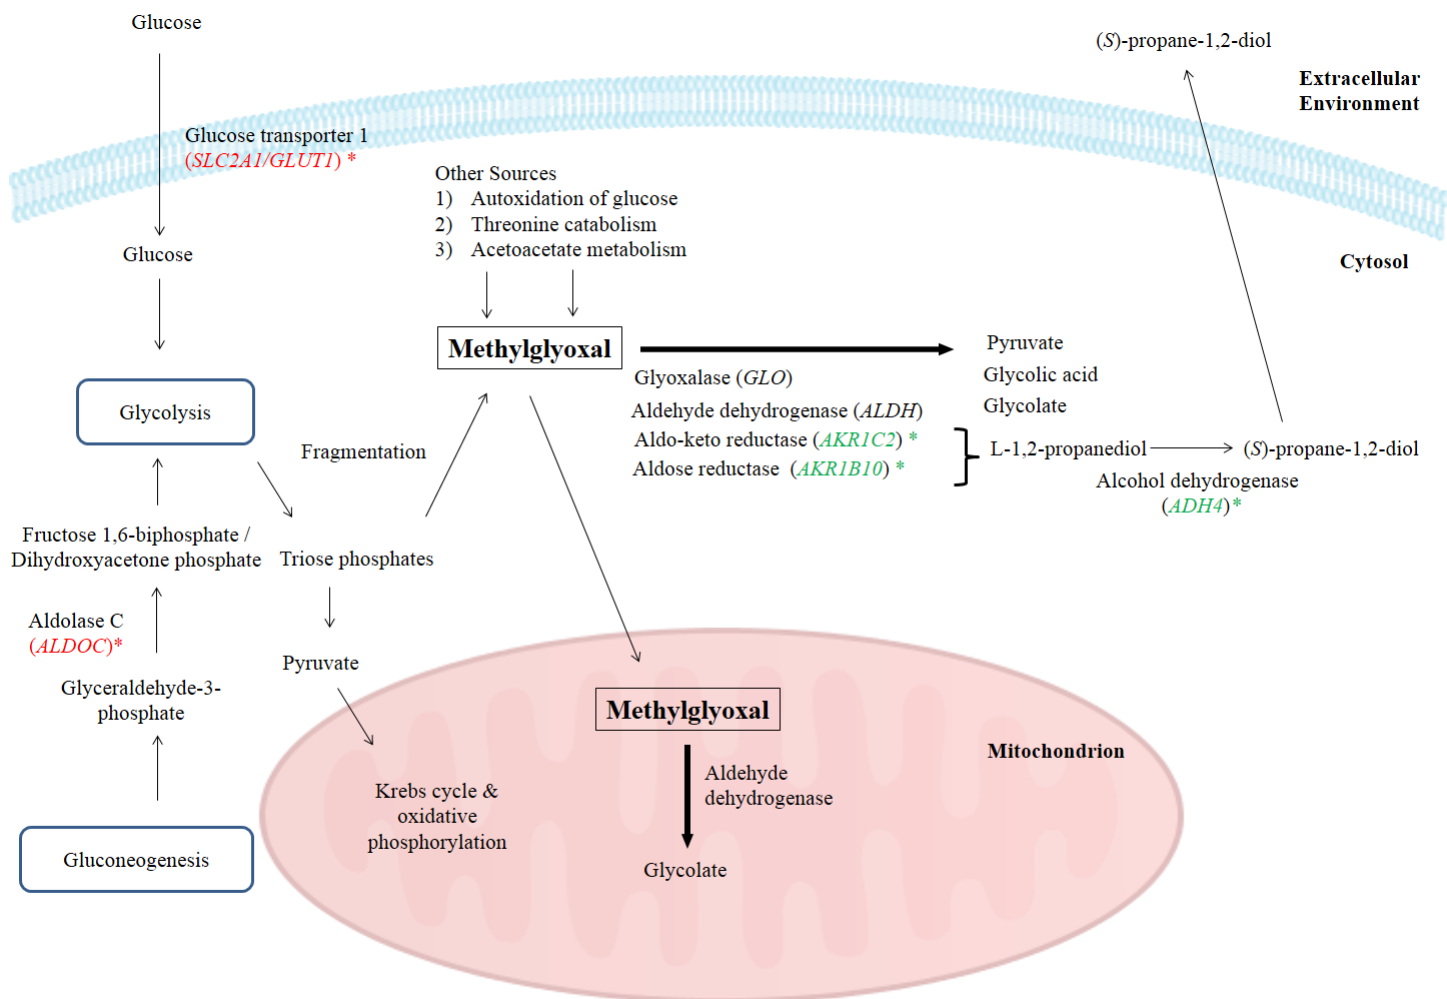 Glucose
(S)-propane-1,2-diol
Extracellular
Environment
Glucose transporter 1
(SLC2A1/GLUT1) *
Other Sources
1) Autoxidation of glucose
2) Threonine catabolism
3) Acetoacetate metabolism
Glucose
Cytosol
Methylglyoxal
Pyruvate
Glycolic acid
Glycolate
Glyoxalase (GLO)
Aldehyde dehydrogenase (ALDH)
Aldo-keto reductase (AKR1C2) *
Aldose reductase (AKR1B10) *
L-1,2-propanediol
(S)-propane-1,2-diol
Alcohol dehydrogenase
(ADH4)*
Glycolysis
Fragmentation
Fructose 1,6-biphosphate /
Dihydroxyacetone phosphate
Triose phosphates
Aldolase C
(ALDOC)*
Pyruvate
Glyceraldehyde-3-
phosphate
Methylglyoxal
Mitochondrion
Aldehyde
dehydrogenase
Krebs cycle &
oxidative
phosphorylation
Gluconeogenesis
Glycolate